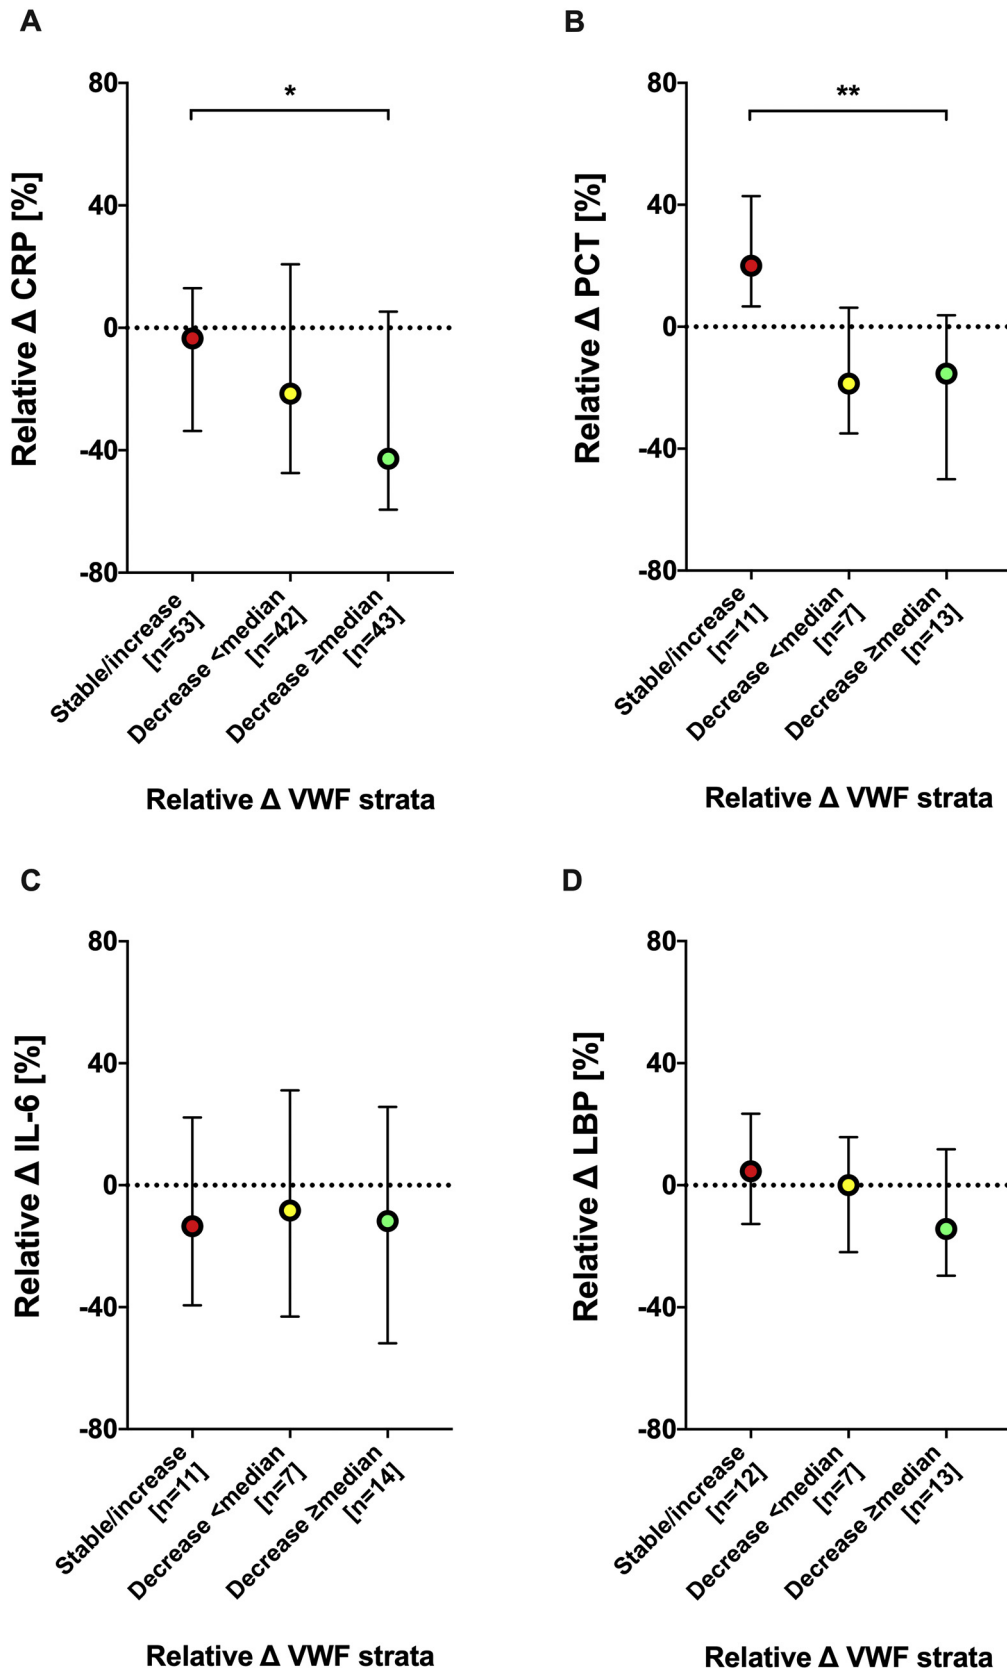 A
Relative Δ CRP [%]
80
40
0
-40
-80
*
Stable/increase
[n=53]
Decrease <median
[n=42]
Decrease ≥median
[n=43]
Relative Δ VWF strata
B
Relative Δ PCT [%]
80
40
0
-40
-80
**
Stable/increase
[n=11]
Decrease <median
[n=7]
Decrease ≥median
[n=13]
Relative Δ VWF strata
C
Relative Δ IL-6 [%]
80
40
0
-40
-80
Stable/increase
[n=11]
Decrease <median
[n=7]
Decrease ≥median
[n=14]
Relative Δ VWF strata
D
Relative Δ LBP [%]
80
40
0
-40
-80
Stable/increase
[n=12]
Decrease <median
[n=7]
Decrease ≥median
[n=13]
Relative Δ VWF strata